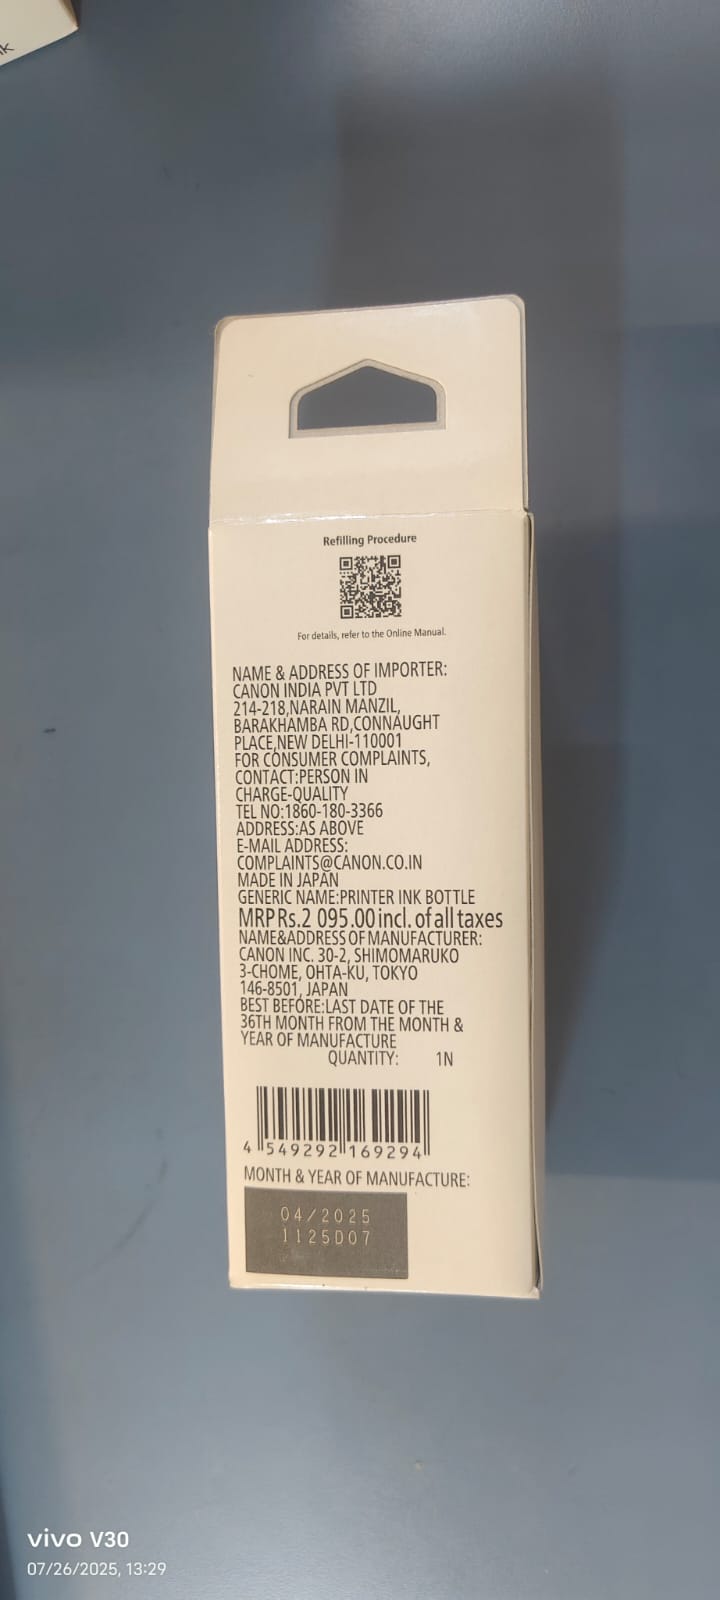 Refilling Procedure
For details, refer to the Online Manual.
NAME & ADDRESS OF IMPORTER:
CANON INDIA PVT LTD
214-218,NARAIN MANZIL,
BARAKHAMBA RD,CONNAUGHT
PLACE,NEW DELHI-110001
FOR CONSUMER COMPLAINTS,
CONTACT:PERSON IN
CHARGE-QUALITY
TEL NO:1860-180-3366
ADDRESS:AS ABOVE
E-MAIL ADDRESS:
COMPLAINTS@CANON.CO.IN
MADE IN JAPAN
GENERIC NAME:PRINTER INK BOTTLE
MRPRs.2 095.00incl. of all taxes
NAME&ADDRESS OF MANUFACTURER:
CANON INC. 30-2, SHIMOMARUKO
3-CHOME, OHTA-KU, TOKYO
146-8501, JAPAN
BEST BEFORE:LAST DATE OF THE
36TH MONTH FROM THE MONTH &
YEAR OF MANUFACTURE
QUANTITY: 1N
4 549292 169294
MONTH & YEAR OF MANUFACTURE:
04/2025
1125D07
vivo V30
07/26/2025, 13:29